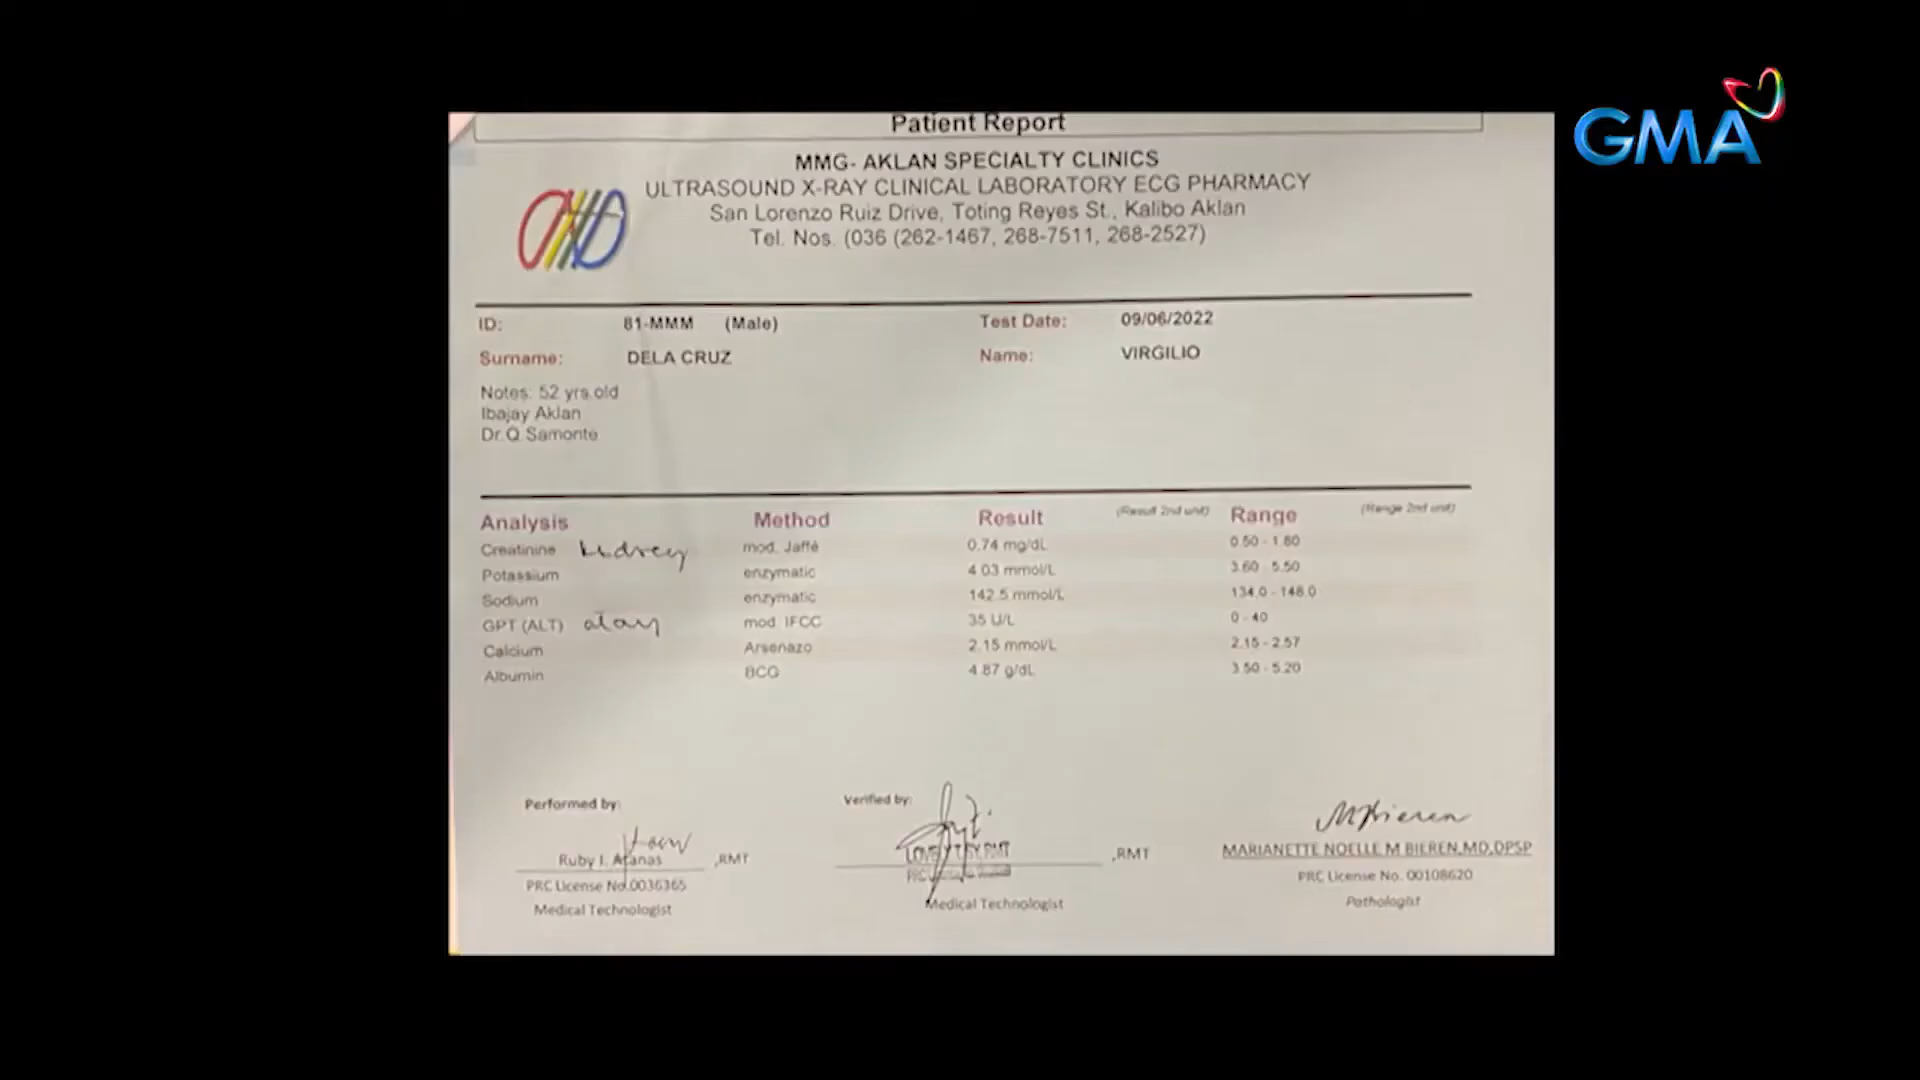 GMA
Patient Report
MMG- AKLAN SPECIALTY CLINICS
ULTRASOUND X-RAY CLINICAL LABORATORY ECG PHARMACY
San Lorenzo Ruiz Drive, Toting Reyes St., Kalibo Aklan
Tel. Nos. (036 (262-1467, 268-7511, 268-2527)
ID: 81-MMM (Male) Test Date: 09/06/2022
Surname: DELA CRUZ Name: VIRGILIO
Notes: 52 yrs old
Ibajay Aklan
Dr.Q Samonte
Analysis Method Result (Result 2nd unit) Range (Range 2nd unit)
Creatinine kidney mod. Jaffé 0.74 mg/dL 0.50 - 1.80
Potassium enzymatic 4.03 mmol/L 3.60 - 5.50
Sodium enzymatic 142.5 mmol/L 134.0 - 148.0
GPT (ALT) atay mod. IFCC 35 U/L 0 - 40
Calcium Arsenazo 2.15 mmol/L 2.15 - 2.57
Albumin BCG 4.87 g/dL 3.50 - 5.20
Performed by: Verified by:
Ruby I. Atanas ,RMT ,RMT MARIANETTE NOELLE M BIEREN,MD,DPSP
PRC License No.0036365 PRC PRC License No. 00108620
Medical Technologist Medical Technologist Pathologist